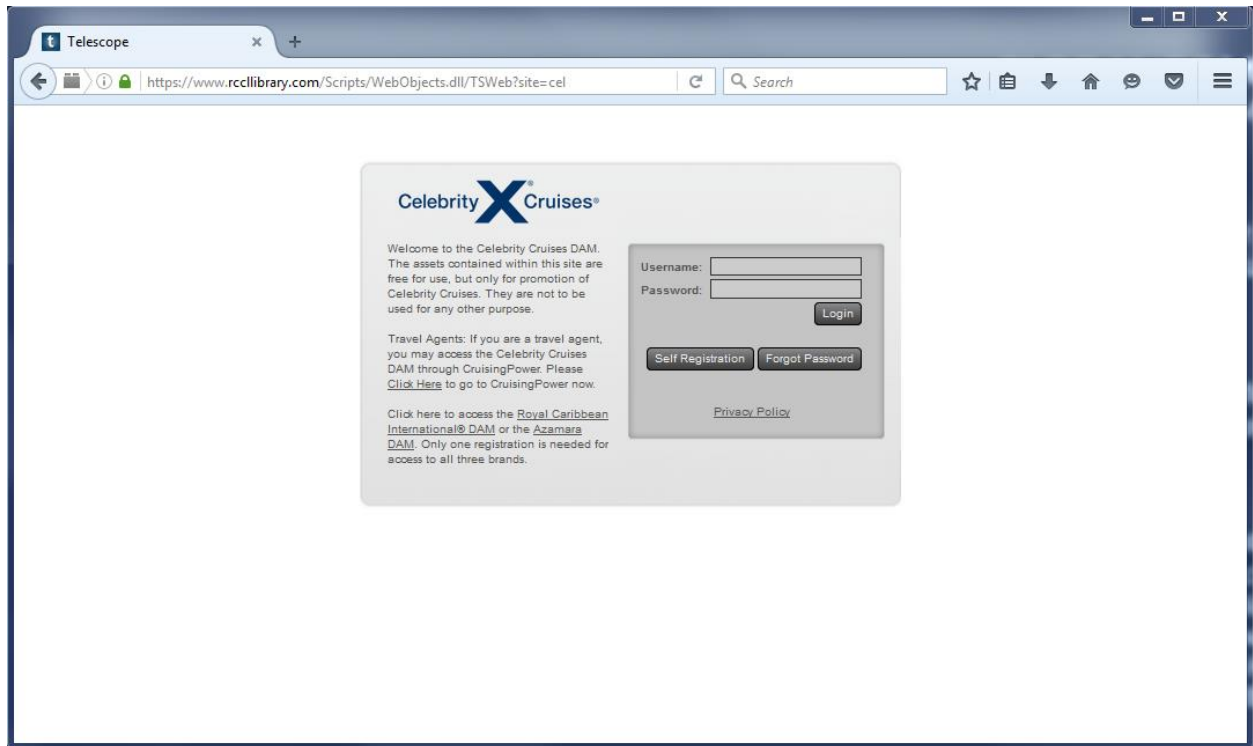 Telescope
https://www.rccllibrary.com/Scripts/WebObjects.dll/TSWeb?site=cel
Search
Celebrity X Cruises®
Welcome to the Celebrity Cruises DAM.
The assets contained within this site are
free for use, but only for promotion of
Celebrity Cruises. They are not to be
used for any other purpose.
Travel Agents: If you are a travel agent,
you may access the Celebrity Cruises
DAM through CruisingPower. Please
Click Here to go to CruisingPower now.
Click here to access the Royal Caribbean
International® DAM or the Azamara
DAM. Only one registration is needed for
access to all three brands.
Username:
Password:
Login
Self Registration Forgot Password
Privacy Policy